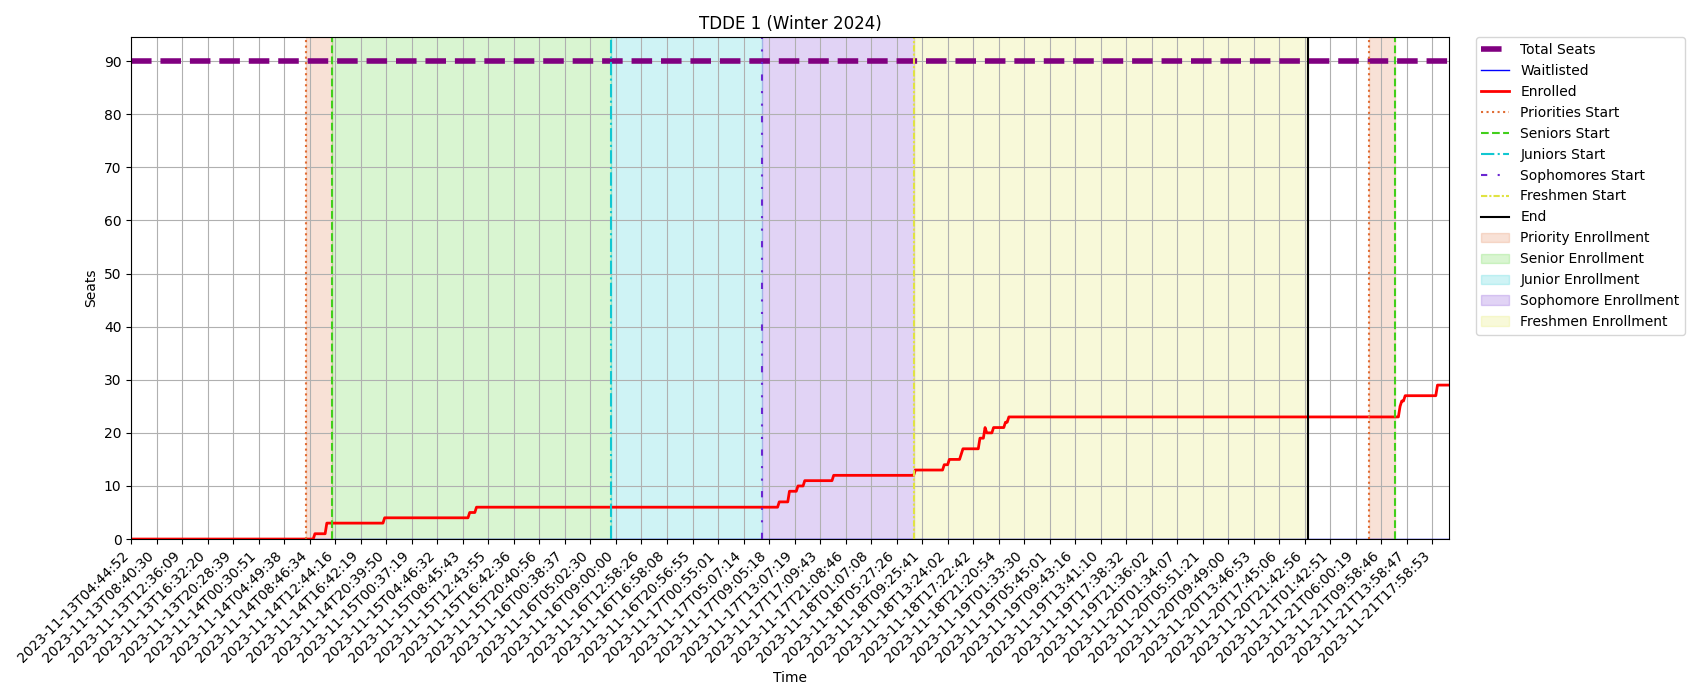 TDDE 1 (Winter 2024)
90
80
70
60
50
40
30
20
10
0
Seats
2023-11-13T04:44:52
2023-11-13T08:40:30
2023-11-13T12:36:09
2023-11-13T16:32:20
2023-11-13T20:28:39
2023-11-14T00:30:51
2023-11-14T04:49:38
2023-11-14T08:46:34
2023-11-14T12:44:16
2023-11-14T16:42:19
2023-11-14T20:39:50
2023-11-15T00:37:19
2023-11-15T04:46:32
2023-11-15T08:45:43
2023-11-15T12:43:55
2023-11-15T16:42:36
2023-11-15T20:40:56
2023-11-16T00:38:37
2023-11-16T05:02:30
2023-11-16T09:00:00
2023-11-16T12:58:26
2023-11-16T16:58:08
2023-11-16T20:56:55
2023-11-17T00:55:01
2023-11-17T05:07:14
2023-11-17T09:05:18
2023-11-17T13:07:19
2023-11-17T17:09:43
2023-11-17T21:08:46
2023-11-18T01:07:08
2023-11-18T05:27:26
2023-11-18T09:25:41
2023-11-18T13:24:02
2023-11-18T17:22:42
2023-11-18T21:20:54
2023-11-19T01:33:30
2023-11-19T05:45:01
2023-11-19T09:43:16
2023-11-19T13:41:10
2023-11-19T17:38:32
2023-11-19T21:36:02
2023-11-20T01:34:07
2023-11-20T05:51:21
2023-11-20T09:49:00
2023-11-20T13:46:53
2023-11-20T17:45:06
2023-11-20T21:42:56
2023-11-21T01:42:51
2023-11-21T06:00:19
2023-11-21T09:58:46
2023-11-21T13:58:47
2023-11-21T17:58:53
Time
Total Seats
Waitlisted
Enrolled
Priorities Start
Seniors Start
Juniors Start
Sophomores Start
Freshmen Start
End
Priority Enrollment
Senior Enrollment
Junior Enrollment
Sophomore Enrollment
Freshmen Enrollment